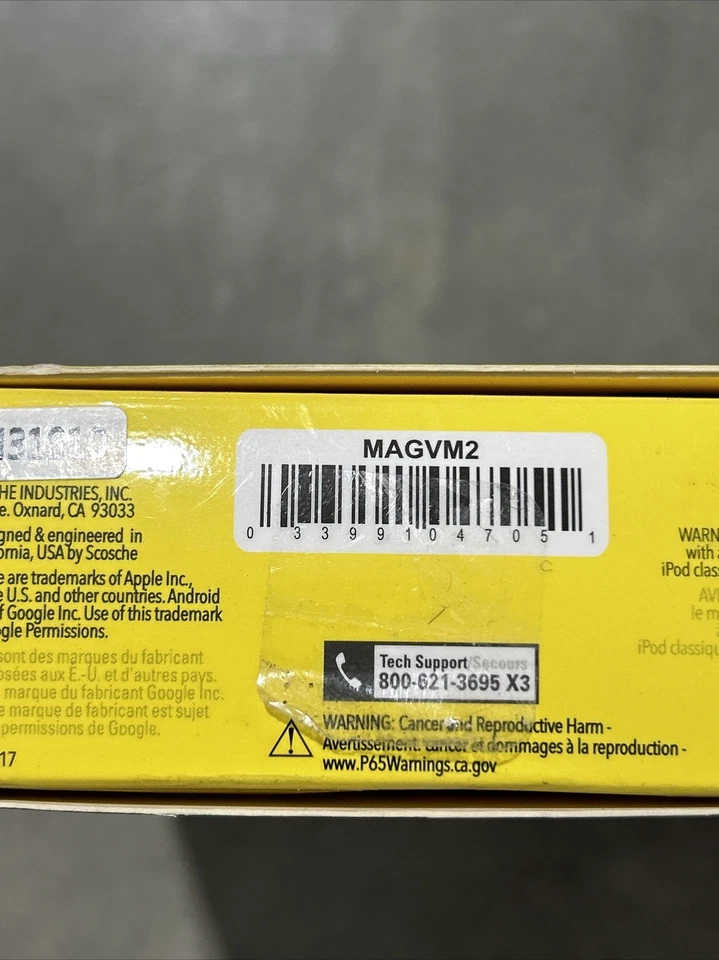 MAGVM2
0 33991 04705 1
HE INDUSTRIES, INC.
e. Oxnard, CA 93033
gned & engineered in
ornia, USA by Scosche
e are trademarks of Apple Inc.,
e U.S. and other countries. Android
f Google Inc. Use of this trademark
ogle Permissions.
sont des marques du fabricant
osées aux É.-U. et d'autres pays.
marque du fabricant Google Inc.
e marque de fabricant est sujet
permissions de Google.
17
Tech Support/Secours
800-621-3695 X3
WARNING: Cancer and Reproductive Harm -
Avertissement: cancer et dommages à la reproduction -
www.P65Warnings.ca.gov
WARN
with a
iPod clas
AVE
le m
iPod classiqu